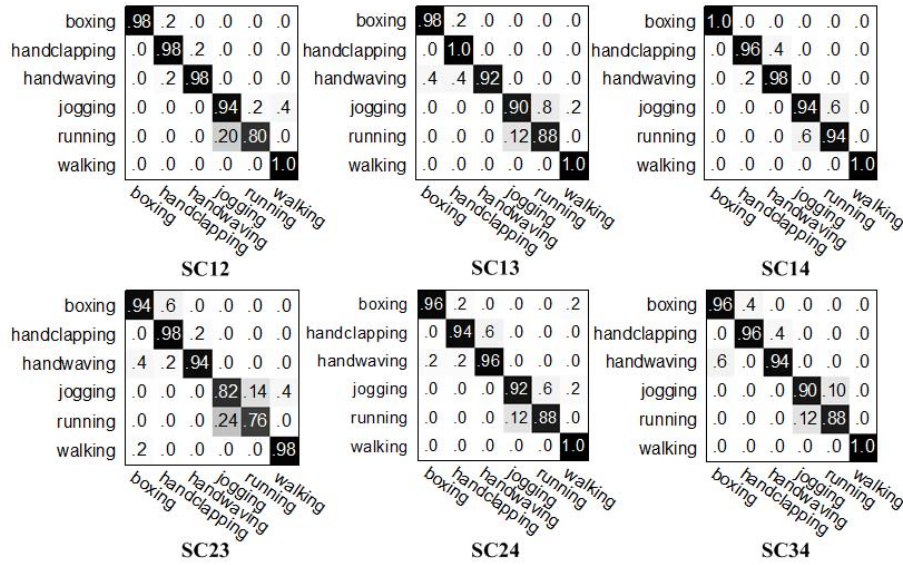 boxing .98 .2 .0 .0 .0 .0
handclapping .0 .98 .2 .0 .0 .0
handwaving .0 .2 .98 .0 .0 .0
jogging .0 .0 .0 .94 .2 .4
running .0 .0 .0 .20 .80 .0
walking .0 .0 .0 .0 .0 1.0
boxing handclapping handwaving jogging running walking
SC12
boxing .98 .2 .0 .0 .0 .0
handclapping .0 1.0 .0 .0 .0 .0
handwaving .4 .4 .92 .0 .0 .0
jogging .0 .0 .0 .90 .8 .2
running .0 .0 .0 .12 .88 .0
walking .0 .0 .0 .0 .0 1.0
boxing handclapping handwaving jogging running walking
SC13
boxing 1.0 .0 .0 .0 .0 .0
handclapping .0 .96 .4 .0 .0 .0
handwaving .0 .2 .98 .0 .0 .0
jogging .0 .0 .0 .94 .6 .0
running .0 .0 .0 .6 .94 .0
walking .0 .0 .0 .0 .0 1.0
boxing handclapping handwaving jogging running walking
SC14
boxing .94 .6 .0 .0 .0 .0
handclapping .0 .98 .2 .0 .0 .0
handwaving .4 .2 .94 .0 .0 .0
jogging .0 .0 .0 .82 .14 .4
running .0 .0 .0 .24 .76 .0
walking .2 .0 .0 .0 .0 .98
boxing handclapping handwaving jogging running walking
SC23
boxing .96 .2 .0 .0 .0 .2
handclapping .0 .94 .6 .0 .0 .0
handwaving .2 .2 .96 .0 .0 .0
jogging .0 .0 .0 .92 .6 .2
running .0 .0 .0 .12 .88 .0
walking .0 .0 .0 .0 .0 1.0
boxing handclapping handwaving jogging running walking
SC24
boxing .96 .4 .0 .0 .0 .0
handclapping .0 .96 .4 .0 .0 .0
handwaving .6 .0 .94 .0 .0 .0
jogging .0 .0 .0 .90 .10 .0
running .0 .0 .0 .12 .88 .0
walking .0 .0 .0 .0 .0 1.0
boxing handclapping handwaving jogging running walking
SC34